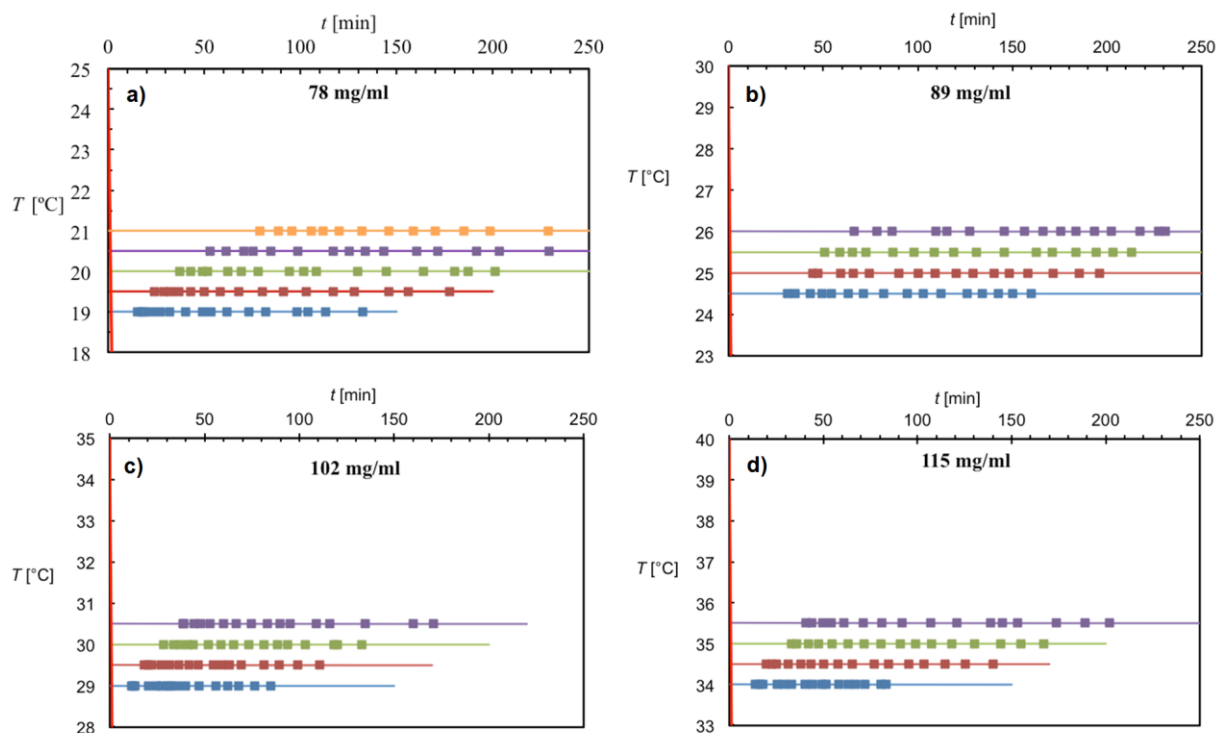 t [min]
0 50 100 150 200 250
25
a)
78 mg/ml
24
23
22
T [ºC]
21
20
19
18
t [min]
0 50 100 150 200 250
30
b)
89 mg/ml
29
28
27
T [°C]
26
25
24
23
t [min]
0 50 100 150 200 250
35
c)
102 mg/ml
34
33
32
T [°C]
31
30
29
28
t [min]
0 50 100 150 200 250
40
d)
115 mg/ml
39
38
37
T [°C]
36
35
34
33